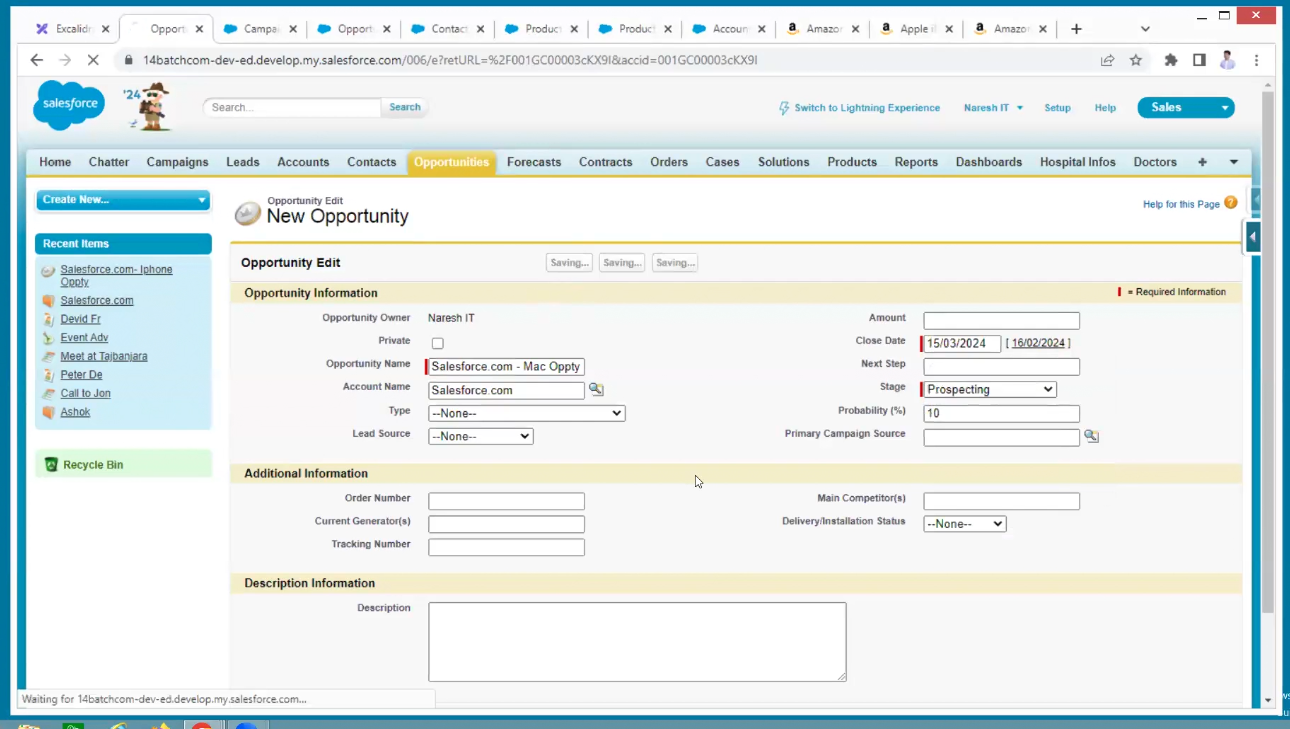 Excalidr
Opport
Campa
Opport
Contac
Product
Product
Accoun
Amazor
Apple i
Amazor
14batchcom-dev-ed.develop.my.salesforce.com/006/e?retURL=%2F001GC00003cKX9I&accid=001GC00003cKX9I
salesforce
'24
Search...
Search
Switch to Lightning Experience
Naresh IT
Setup
Help
Sales
Home
Chatter
Campaigns
Leads
Accounts
Contacts
Opportunities
Forecasts
Contracts
Orders
Cases
Solutions
Products
Reports
Dashboards
Hospital Infos
Doctors
+
Create New...
Recent Items
Salesforce.com- Iphone
Oppty
Salesforce.com
Devid Fr
Event Adv
Meet at Tajbanjara
Peter De
Call to Jon
Ashok
Recycle Bin
Opportunity Edit
New Opportunity
Help for this Page
Opportunity Edit
Saving...
Saving...
Saving...
Opportunity Information
= Required Information
Opportunity Owner Naresh IT
Amount
Private
Close Date 15/03/2024 [ 16/02/2024 ]
Opportunity Name Salesforce.com - Mac Oppty
Next Step
Account Name Salesforce.com
Stage Prospecting
Type --None--
Probability (%) 10
Lead Source --None--
Primary Campaign Source
Additional Information
Order Number
Main Competitor(s)
Current Generator(s)
Delivery/Installation Status --None--
Tracking Number
Description Information
Description
Waiting for 14batchcom-dev-ed.develop.my.salesforce.com...